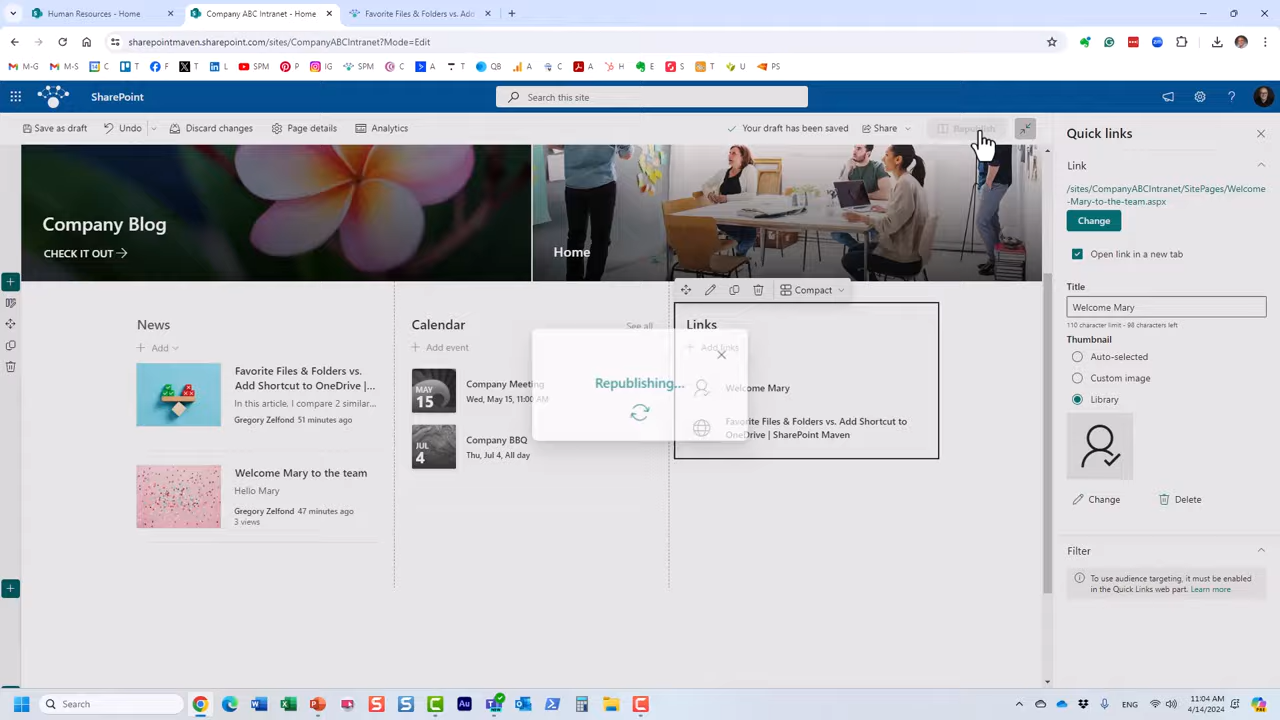 Human Resources - Home
Company ABC Intranet - Home
Favorite Files & Folders vs. Add
sharepointmaven.sharepoint.com/sites/CompanyABCIntranet?Mode=Edit
M-G
M-S
C
T
F
T
L
SPM
P
IG
SPM
C
A
T
QB
A
C
A
H
E
S
T
U
PS
SharePoint
Search this site
Save as draft
Undo
Discard changes
Page details
Analytics
Your draft has been saved
Share
Republish
Company Blog
CHECK IT OUT
Home
Compact
News
Add
Favorite Files & Folders vs.
Add Shortcut to OneDrive |...
In this article, I compare 2 similar...
Gregory Zelfond 51 minutes ago
Welcome Mary to the team
Hello Mary
Gregory Zelfond 47 minutes ago
3 views
Calendar
See all
Add event
MAY
15
Company Meeting
Wed, May 15, 11:00 AM
JUL
4
Company BBQ
Thu, Jul 4, All day
Links
Add links
Welcome Mary
Favorite Files & Folders vs. Add Shortcut to
OneDrive | SharePoint Maven
Republishing...
Quick links
Link
/sites/CompanyABCIntranet/SitePages/Welcome
-Mary-to-the-team.aspx
Change
Open link in a new tab
Title
Welcome Mary
110 character limit - 98 characters left
Thumbnail
Auto-selected
Custom image
Library
Change
Delete
Filter
To use audience targeting, it must be enabled
in the Quick Links web part. Learn more
Search
ENG
11:04 AM
4/14/2024